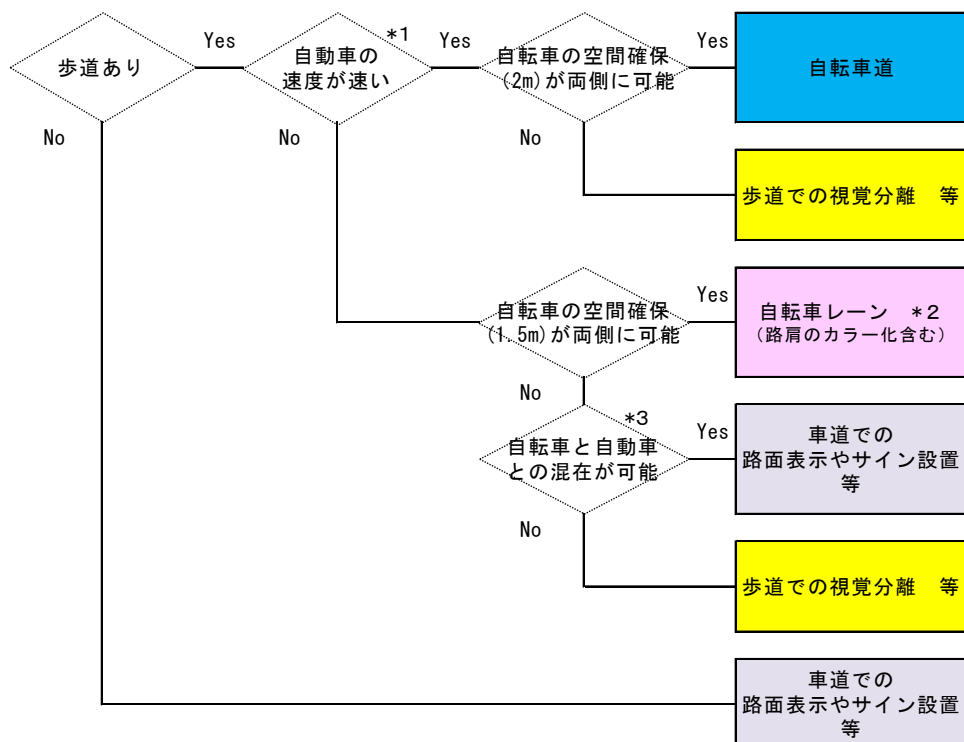 歩道あり
Yes
No
自動車の
速度が速い
*1
Yes
No
自転車の空間確保
(2m)が両側に可能
Yes
No
自転車道
歩道での視覚分離　等
自転車の空間確保
(1.5m)が両側に可能
Yes
No
自転車レーン　*2
(路肩のカラー化含む)
自転車と自動車
との混在が可能
*3
Yes
No
車道での
路面表示やサイン設置
等
歩道での視覚分離　等
車道での
路面表示やサイン設置
等